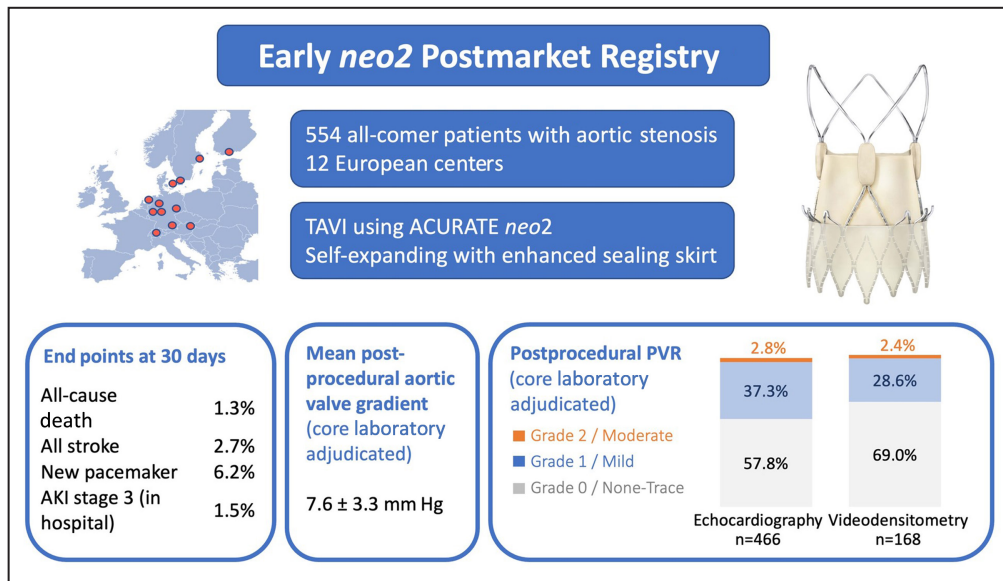 Early neo2 Postmarket Registry
554 all-comer patients with aortic stenosis
12 European centers
TAVI using ACURATE neo2
Self-expanding with enhanced sealing skirt
End points at 30 days
All-cause
death 1.3%
All stroke 2.7%
New pacemaker 6.2%
AKI stage 3 (in
hospital) 1.5%
Mean post-
procedural aortic
valve gradient
(core laboratory
adjudicated)
7.6 ± 3.3 mm Hg
Postprocedural PVR
(core laboratory
adjudicated)
Grade 2 / Moderate
Grade 1 / Mild
Grade 0 / None-Trace
2.8%
37.3%
57.8%
Echocardiography
n=466
2.4%
28.6%
69.0%
Videodensitometry
n=168